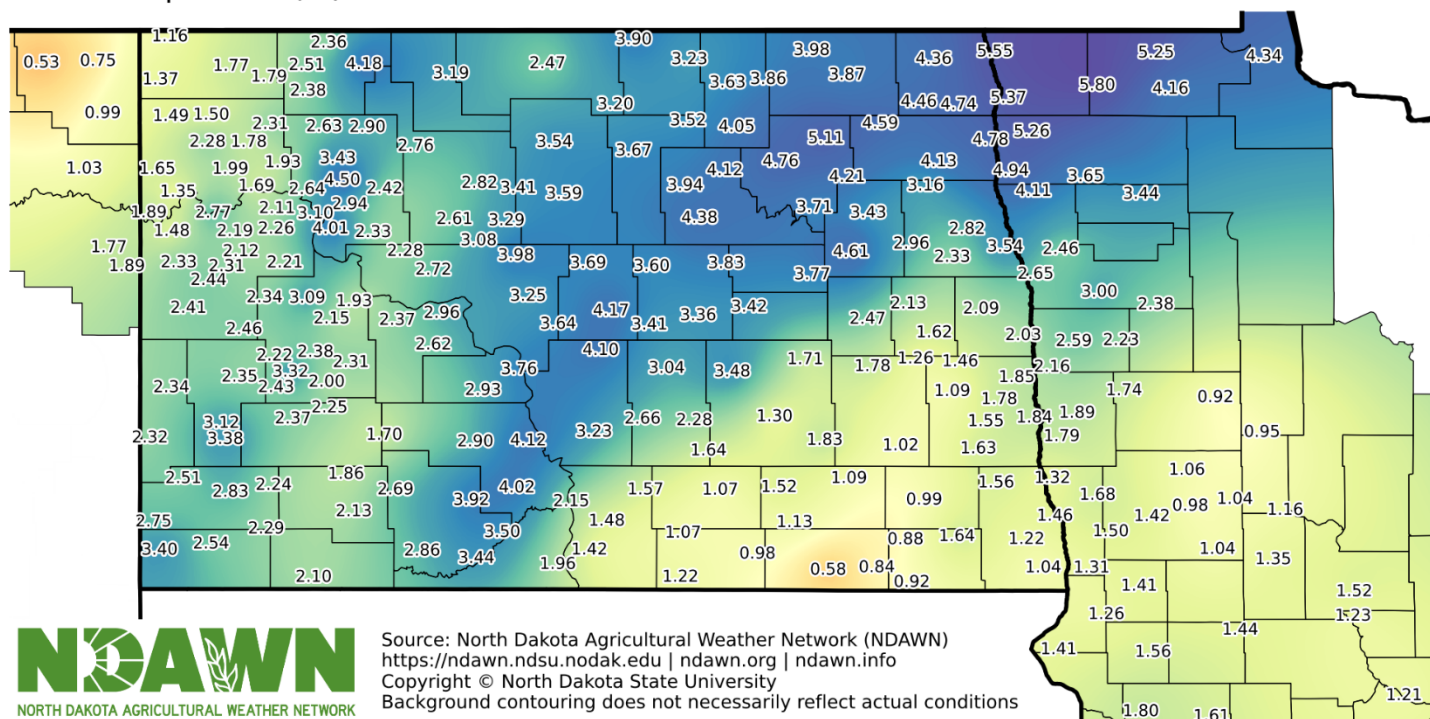 1.16 2.36 3.90 3.98 5.55 5.25
0.53 0.75 1.77 2.51 4.18 2.47 3.23 4.36 4.34
1.37 1.79 3.19 3.63 3.86 3.87 5.80 4.16
2.38 3.20 4.46 4.74 5.37
0.99 1.49 1.50 2.31 2.63 2.90 3.52 4.05 4.59
2.28 1.78 2.76 3.54 3.67 5.11 4.78 5.26
1.03 1.65 1.99 1.93 3.43 4.12 4.76 4.13 4.94
1.35 1.69 2.64 4.50 2.42 2.82 3.41 3.59 3.94 4.21 3.16 4.11 3.65 3.44
1.89 2.77 2.11 3.10 2.94 2.61 3.29 4.38 3.71 3.43
1.48 2.19 2.26 4.01 2.33 3.08 2.82
1.77 2.12 2.28 3.98 4.61 2.96 2.33 3.54 2.46
1.89 2.33 2.31 2.21 2.72 3.69 3.60 3.83 3.77 2.65
2.44
2.41 2.34 3.09 1.93 3.25 3.00
2.15 2.37 2.96 4.17 3.42 2.13 2.09 2.38
2.46 3.64 3.41 3.36 2.47 1.62 2.03 2.59 2.23
2.22 2.38 2.31 2.62 4.10 1.71 1.78 1.26 1.46 2.16
2.34 2.35 3.32 2.00 3.76 3.04 3.48 1.85
2.43 2.93 1.09 1.78 1.74 0.92
3.12 2.37 2.25 2.66 2.28 1.30 1.55 1.84 1.89
2.32 3.38 1.70 2.90 4.12 3.23 1.64 1.83 1.02 1.63 1.79 0.95
2.51 2.83 2.24 1.86 2.69 3.92 4.02 2.15 1.57 1.07 1.52 1.09 0.99 1.56 1.32 1.68 1.06
2.75 2.29 2.13 3.50 1.48 1.07 1.13 1.46 1.50 1.42 0.98 1.04 1.16
3.40 2.54 2.86 3.44 1.42 0.98 0.88 1.64 1.22 1.04 1.35
2.10 1.96 1.22 0.58 0.84 0.92 1.04 1.31 1.41 1.52
1.26 1.44 1.23
1.41 1.56
1.21
1.80 1.61
NDAWN
NORTH DAKOTA AGRICULTURAL WEATHER NETWORK
Source: North Dakota Agricultural Weather Network (NDAWN)
https://ndawn.ndsu.nodak.edu | ndawn.org | ndawn.info
Copyright © North Dakota State University
Background contouring does not necessarily reflect actual conditions